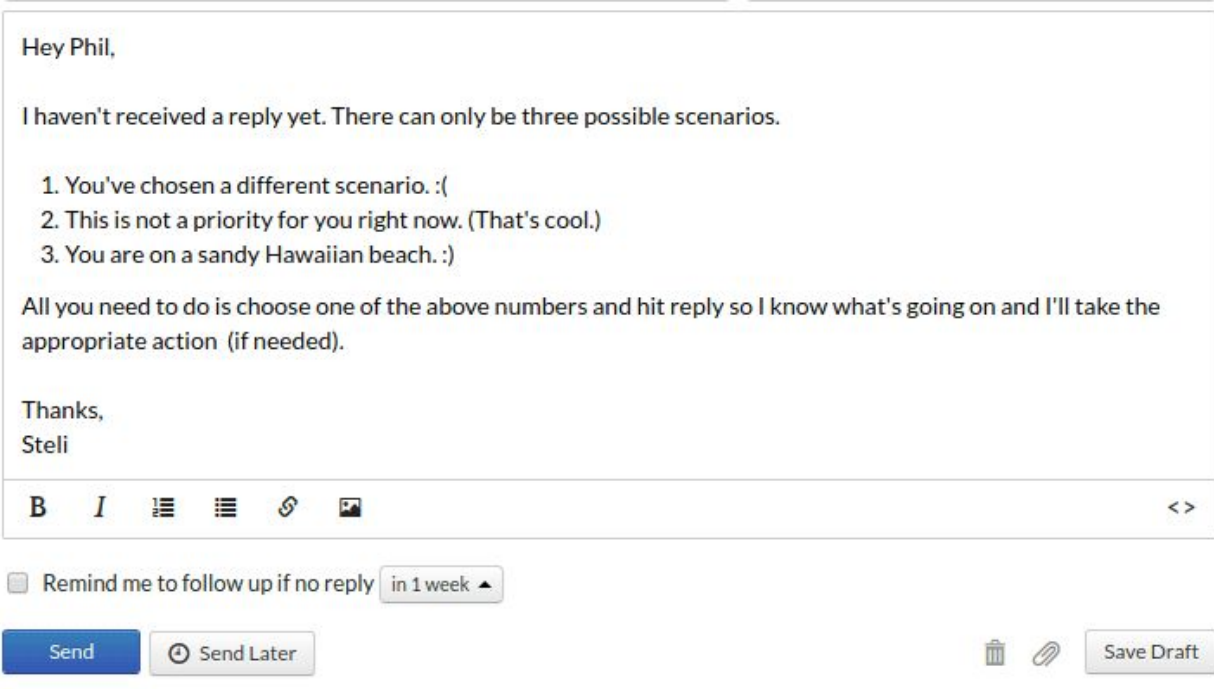 Hey Phil,
I haven't received a reply yet. There can only be three possible scenarios.
1. You've chosen a different scenario. :(
2. This is not a priority for you right now. (That's cool.)
3. You are on a sandy Hawaiian beach. :)
All you need to do is choose one of the above numbers and hit reply so I know what's going on and I'll take the
appropriate action  (if needed).
Thanks,
Steli
B I < >
Remind me to follow up if no reply in 1 week
Send Send Later Save Draft